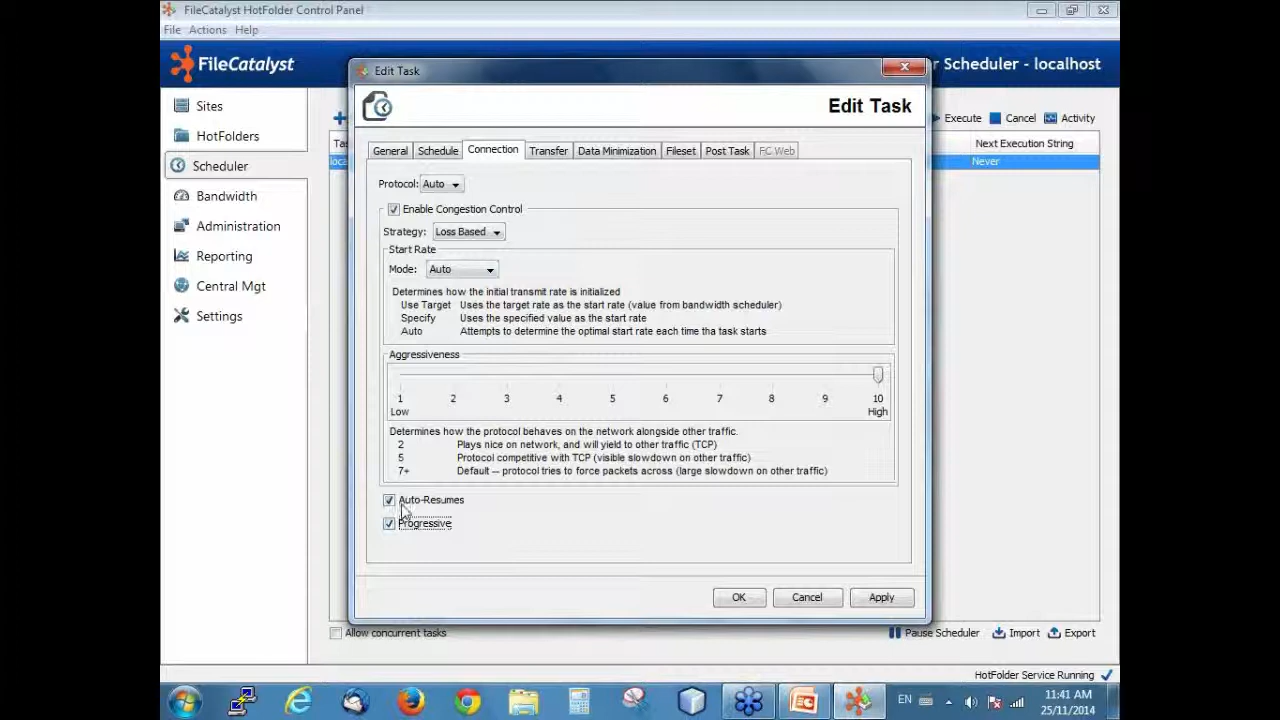 FileCatalyst HotFolder Control Panel
File Actions Help
FileCatalyst
r Scheduler - localhost
Edit Task
Edit Task
Sites
HotFolders
Scheduler
Bandwidth
Administration
Reporting
Central Mgt
Settings
Execute Cancel Activity
Tas
Next Execution String
loca
Never
General Schedule Connection Transfer Data Minimization Fileset Post Task FC Web
Protocol: Auto
Enable Congestion Control
Strategy: Loss Based
Start Rate
Mode: Auto
Determines how the initial transmit rate is initialized
Use Target Uses the target rate as the start rate (value from bandwidth scheduler)
Specify Uses the specified value as the start rate
Auto Attempts to determine the optimal start rate each time tha task starts
Aggressiveness
1 2 3 4 5 6 7 8 9 10
Low High
Determines how the protocol behaves on the network alongside other traffic.
2 Plays nice on network, and will yield to other traffic (TCP)
5 Protocol competitive with TCP (visible slowdown on other traffic)
7+ Default -- protocol tries to force packets across (large slowdown on other traffic)
Auto-Resumes
Progressive
OK Cancel Apply
Allow concurrent tasks
Pause Scheduler Import Export
HotFolder Service Running
EN
11:41 AM
25/11/2014